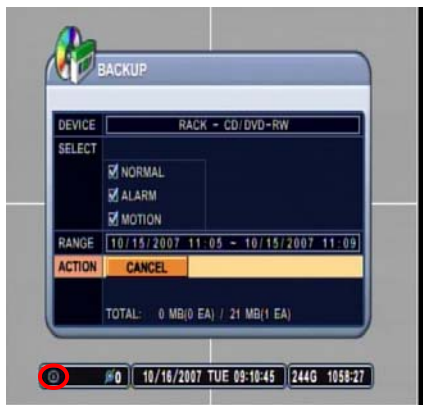 BACKUP
DEVICE RACK - CD/DVD-RW
SELECT
NORMAL
ALARM
MOTION
RANGE 10/15/2007 11:05 ~ 10/15/2007 11:09
ACTION CANCEL
TOTAL: 0 MB(0 EA) / 21 MB(1 EA)
0 10/16/2007 TUE 09:10:45 244G 1058:27